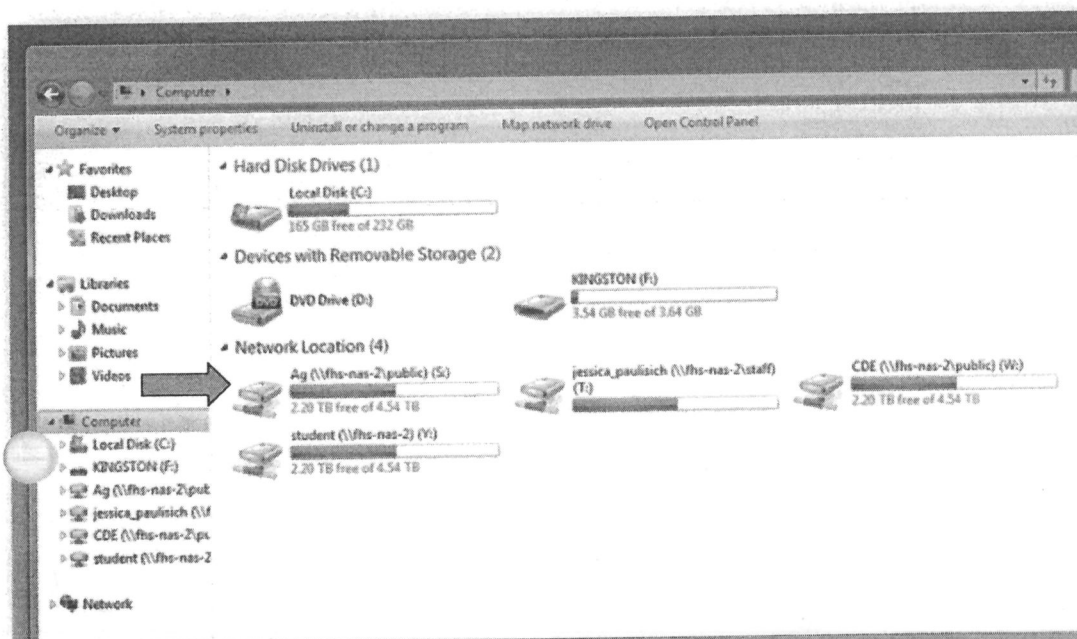 Computer
Organize System properties Uninstall or change a program Map network drive Open Control Panel
Favorites
Desktop
Downloads
Recent Places
Libraries
Documents
Music
Pictures
Videos
Computer
Local Disk (C:)
KINGSTON (F:)
Ag (\\fhs-nas-2\pub
jessica_paulisich (\\f
CDE (\\fhs-nas-2\pu
student (\\fhs-nas-2
Network
Hard Disk Drives (1)
Local Disk (C:)
165 GB free of 232 GB
Devices with Removable Storage (2)
DVD Drive (D:)
KINGSTON (F:)
3.54 GB free of 3.64 GB
Network Location (4)
Ag (\\fhs-nas-2\public) (S:)
2.20 TB free of 4.54 TB
jessica_paulisich (\\fhs-nas-2\staff)
(T:)
CDE (\\fhs-nas-2\public) (W:)
2.20 TB free of 4.54 TB
student (\\fhs-nas-2) (Y:)
2.20 TB free of 4.54 TB